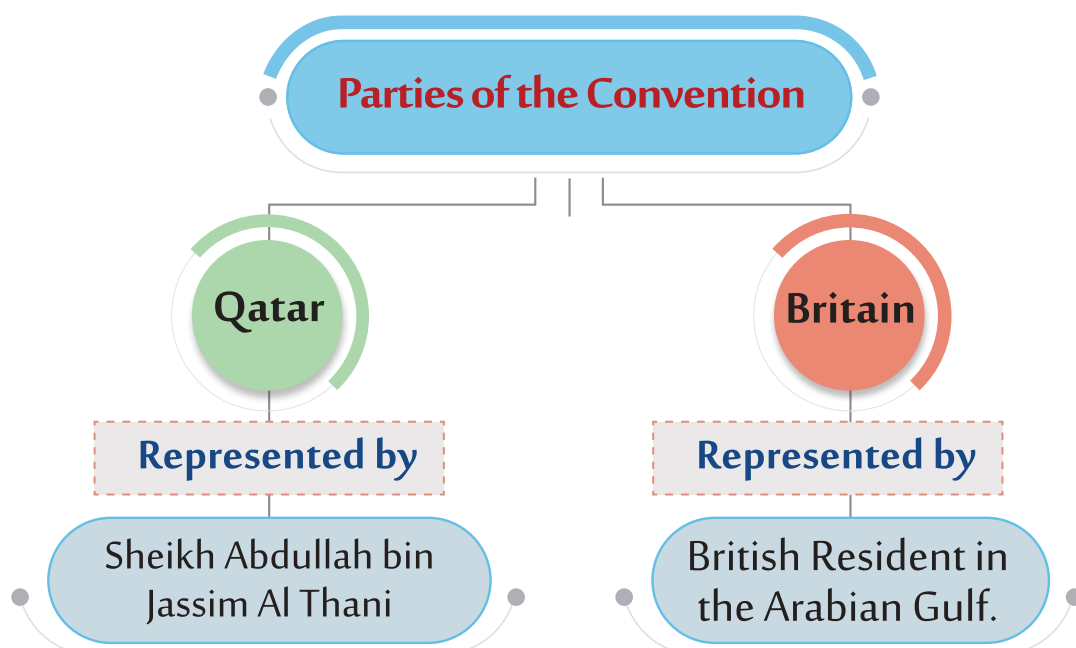 Parties of the Convention
Qatar
Britain
Represented by
Represented by
Sheikh Abdullah bin
Jassim Al Thani
British Resident in
the Arabian Gulf.